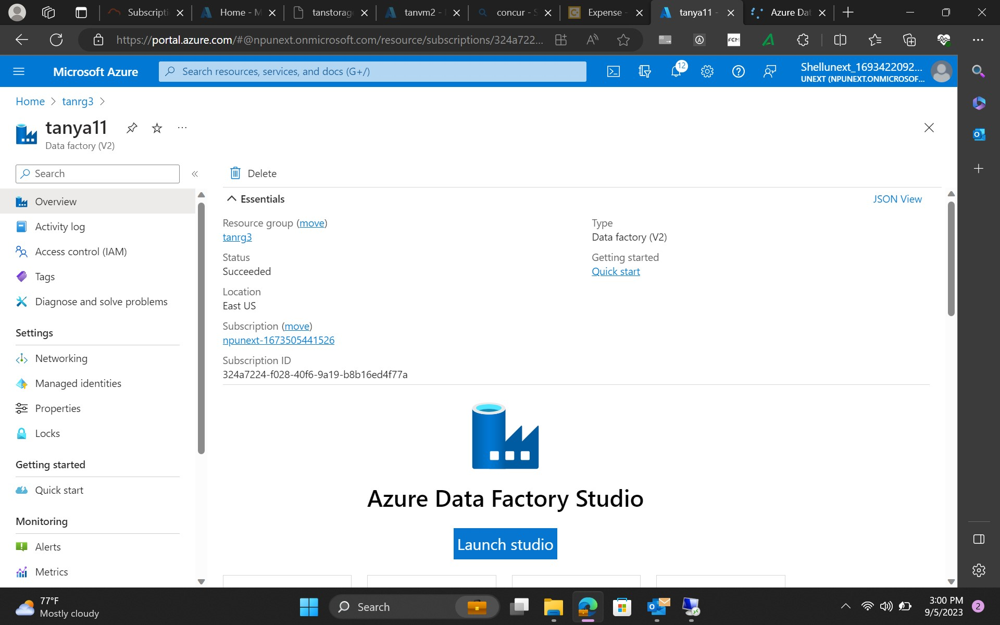 Subscripti
Home - M
tanstorag
tanvm2 -
concur - S
Expense -
tanya11 -
Azure Dat
https://portal.azure.com/#@npunext.onmicrosoft.com/resource/subscriptions/324a722...
FCM
Microsoft Azure
Search resources, services, and docs (G+/)
12
Shellunext_1693422092...
UNEXT (NPUNEXT.ONMICROSOF...
Home > tanrg3 >
tanya11
Data factory (V2)
Search
Delete
Overview
Activity log
Access control (IAM)
Tags
Diagnose and solve problems
Settings
Networking
Managed identities
Properties
Locks
Getting started
Quick start
Monitoring
Alerts
Metrics
Essentials
JSON View
Resource group (move)
tanrg3
Status
Succeeded
Location
East US
Subscription (move)
npunext-1673505441526
Subscription ID
324a7224-f028-40f6-9a19-b8b16ed4f77a
Type
Data factory (V2)
Getting started
Quick start
Azure Data Factory Studio
Launch studio
77°F
Mostly cloudy
Search
3:00 PM
9/5/2023
2